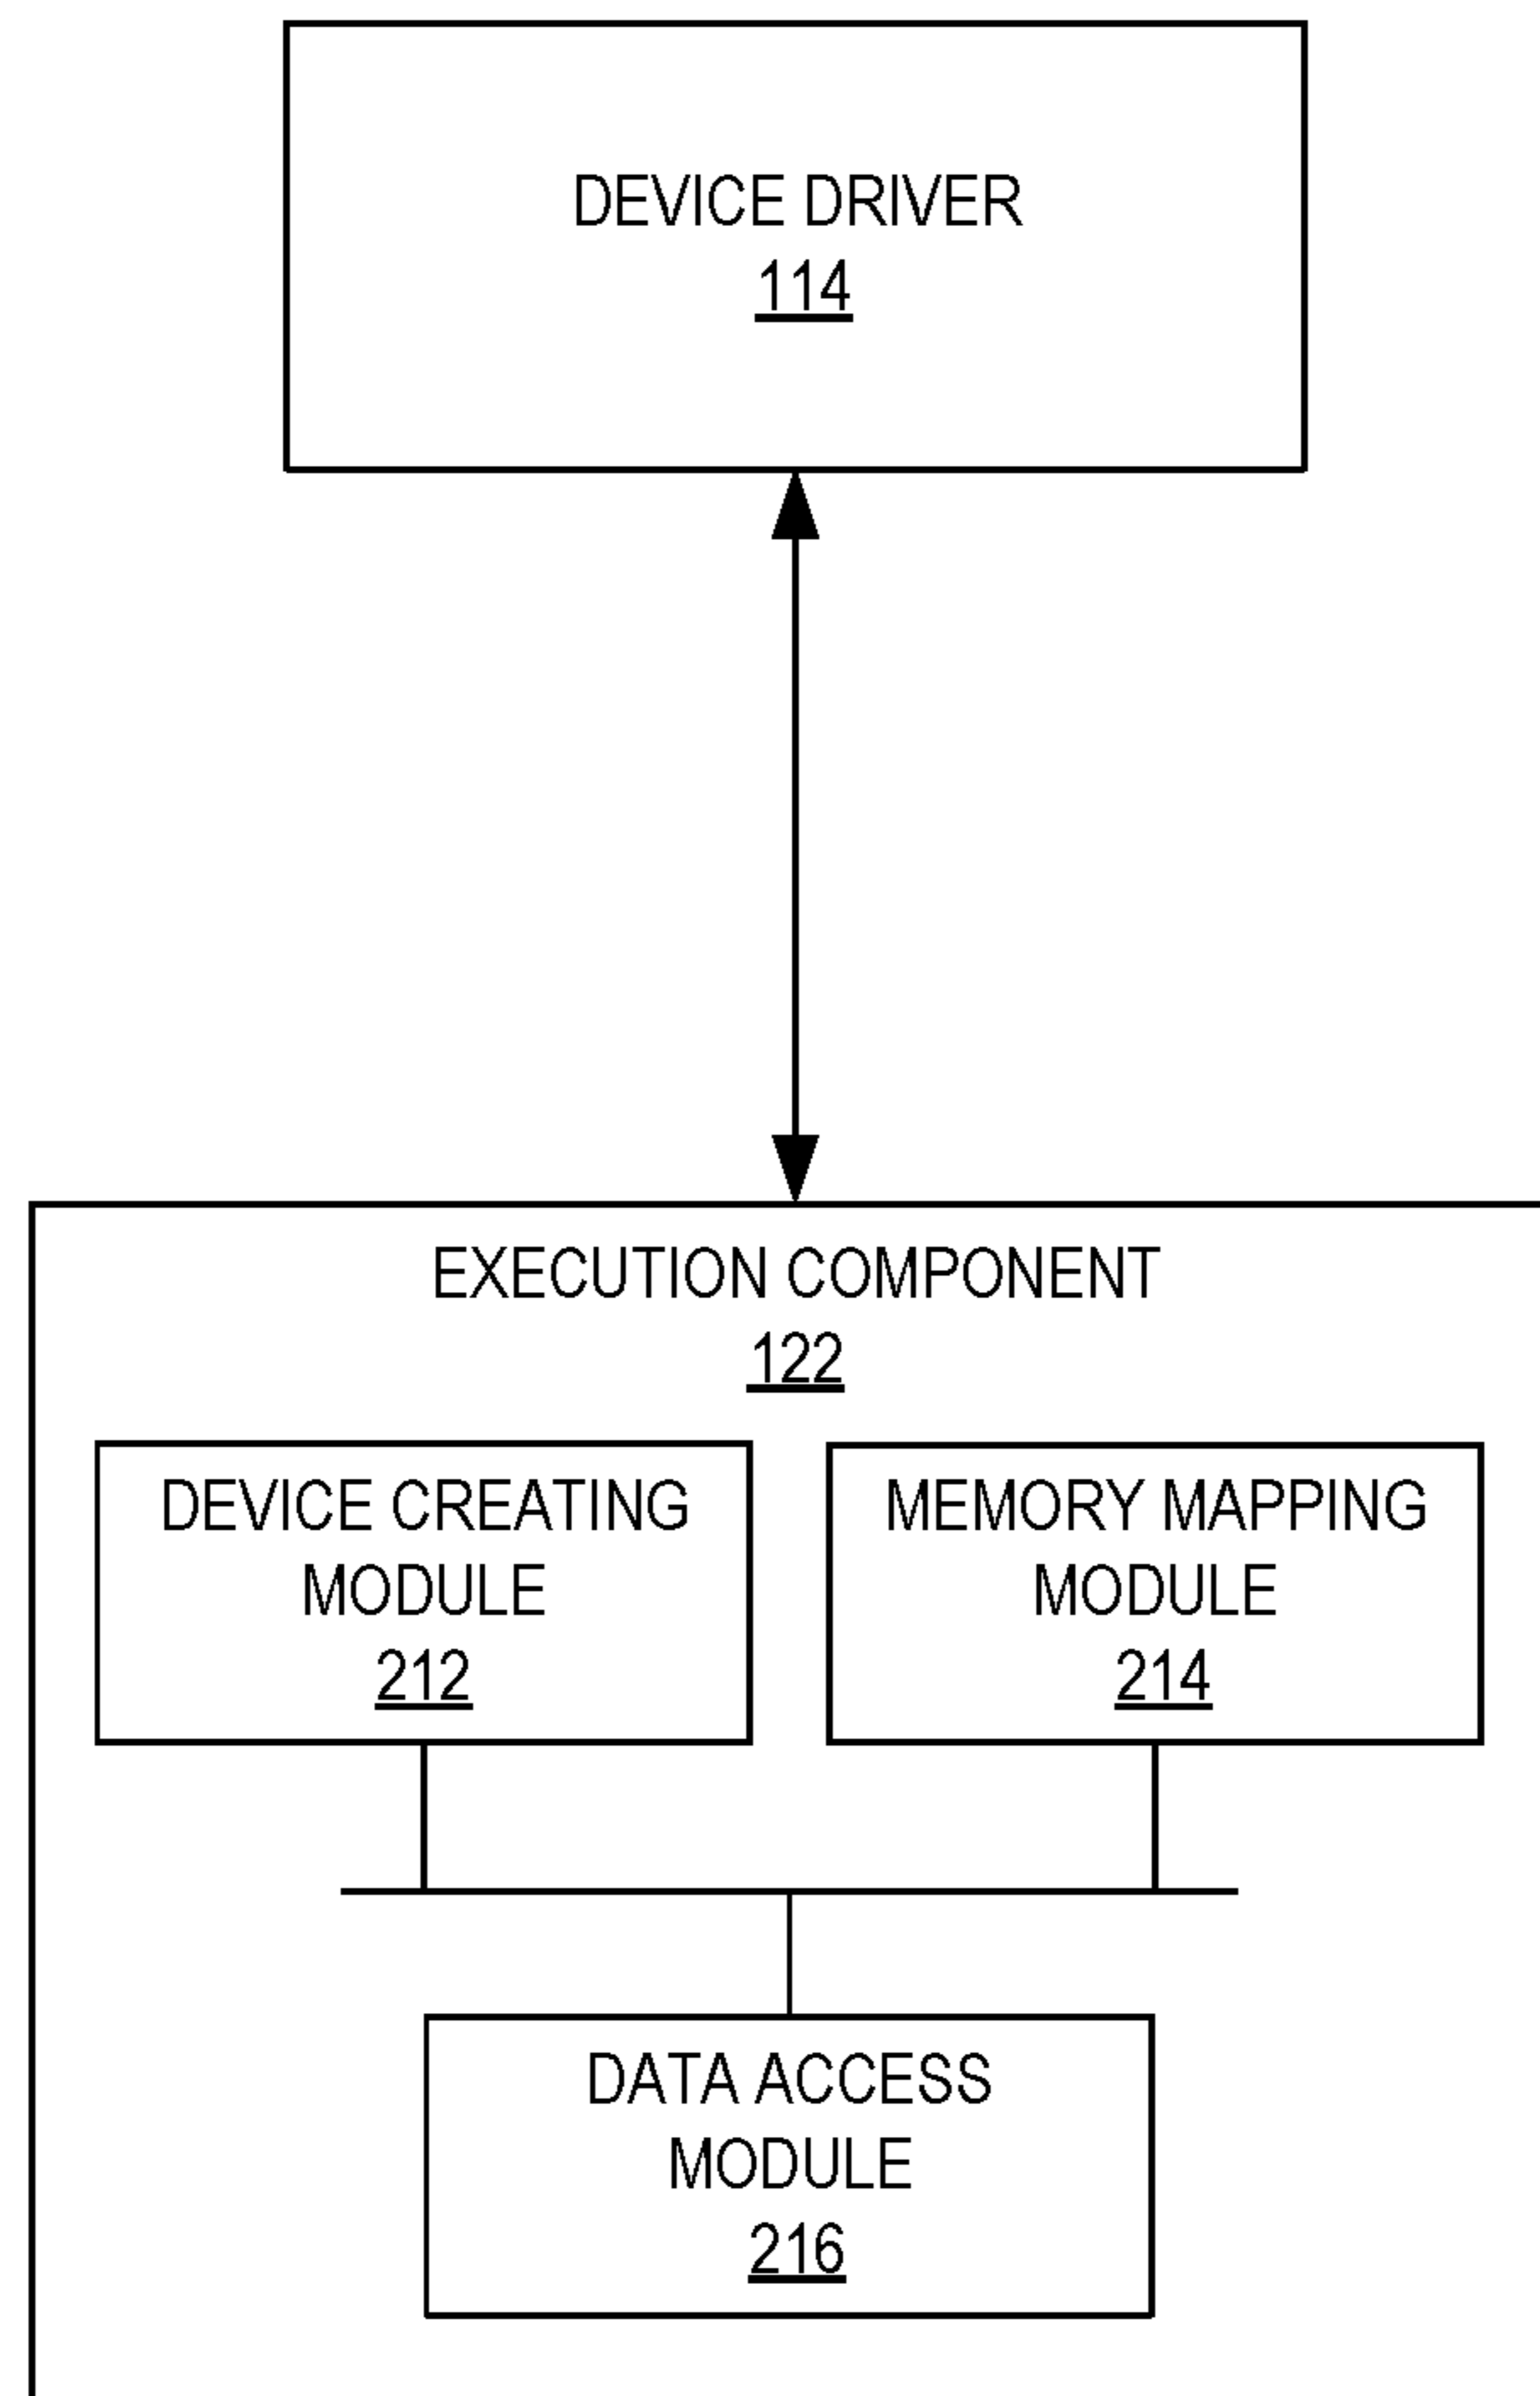 DEVICE DRIVER
114
EXECUTION COMPONENT
122
DEVICE CREATING
MODULE
212
MEMORY MAPPING
MODULE
214
DATA ACCESS
MODULE
216